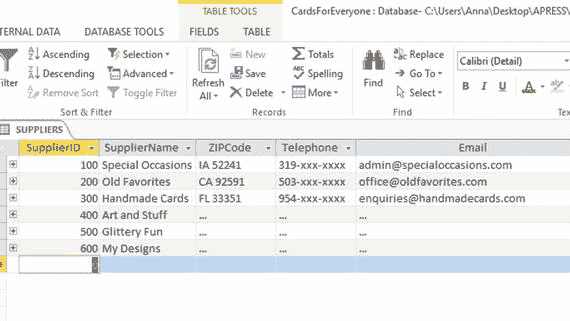 TABLE TOOLS CardsForEveryone : Database- C:\Users\Anna\Desktop\APRESS\
TERNAL DATA DATABASE TOOLS FIELDS TABLE
Filter Ascending Selection Refresh All New Totals Find Replace Calibri (Detail)
Descending Advanced Save Spelling Go To B I U A
Remove Sort Toggle Filter Delete More Select
Sort & Filter Records Find Tex
SUPPLIERS
SupplierID SupplierName ZIPCode Telephone Email
100 Special Occasions IA 52241 319-xxx-xxxx admin@specialoccasions.com
200 Old Favorites CA 92591 503-xxx-xxxx office@oldfavorites.com
300 Handmade Cards FL 33351 954-xxx-xxxx enquiries@handmadecards.com
400 Art and Stuff ... ... ...
500 Glittery Fun ... ... ...
600 My Designs ... ... ...